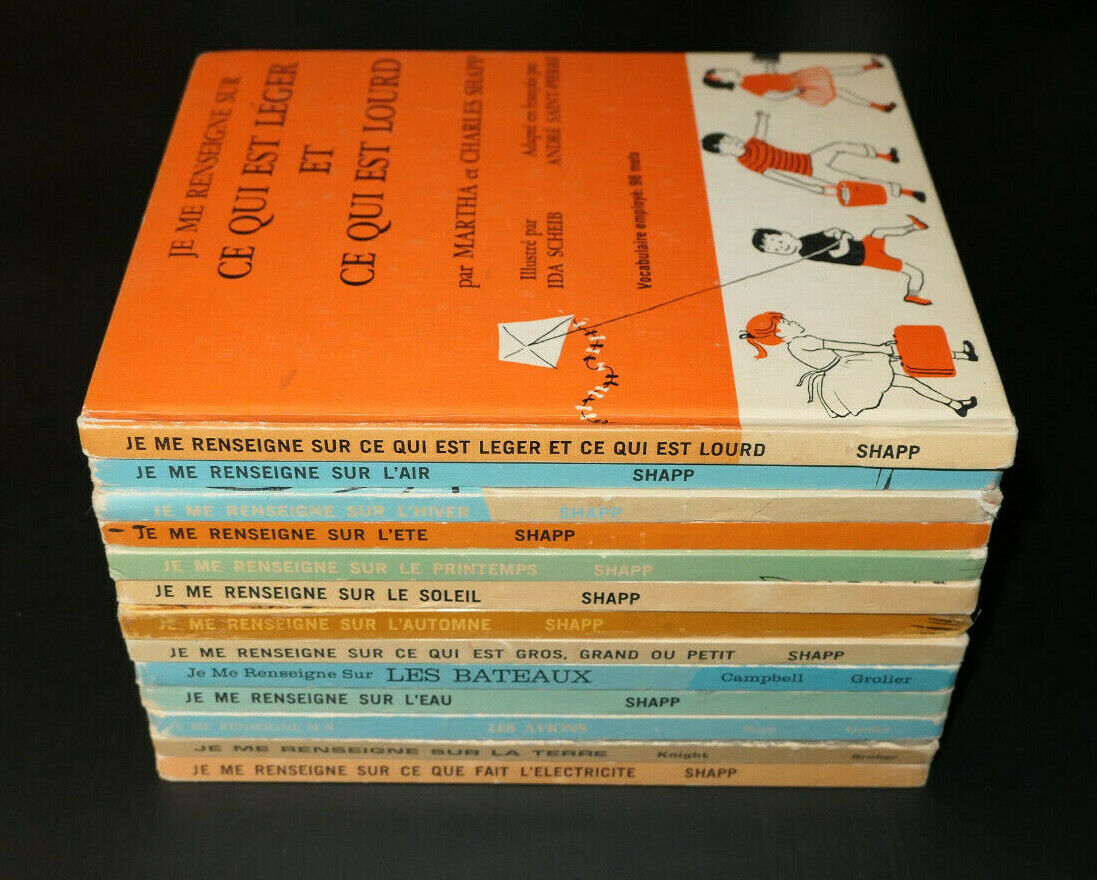 JE ME RENSEIGNE SUR
CE QUI EST LÉGER
ET
CE QUI EST LOURD
par MARTHA et CHARLES SHAPP
Illustré par
IDA SCHEIB
Adapté en français par
ANDRÉ SAINT-PIERRE
Vocabulaire employé: 98 mots
JE ME RENSEIGNE SUR CE QUI EST LEGER ET CE QUI EST LOURD SHAPP
JE ME RENSEIGNE SUR L'AIR SHAPP
JE ME RENSEIGNE SUR L'HIVER SHAPP
JE ME RENSEIGNE SUR L'ETE SHAPP
JE ME RENSEIGNE SUR LE PRINTEMPS SHAPP
JE ME RENSEIGNE SUR LE SOLEIL SHAPP
JE ME RENSEIGNE SUR L'AUTOMNE SHAPP
JE ME RENSEIGNE SUR CE QUI EST GROS, GRAND OU PETIT SHAPP
Je Me Renseigne Sur LES BATEAUX Campbell Grolier
JE ME RENSEIGNE SUR L'EAU SHAPP
JE ME RENSEIGNE SUR LES AVIONS
JE ME RENSEIGNE SUR LA TERRE Knight Grolier
JE ME RENSEIGNE SUR CE QUE FAIT L'ELECTRICITE SHAPP